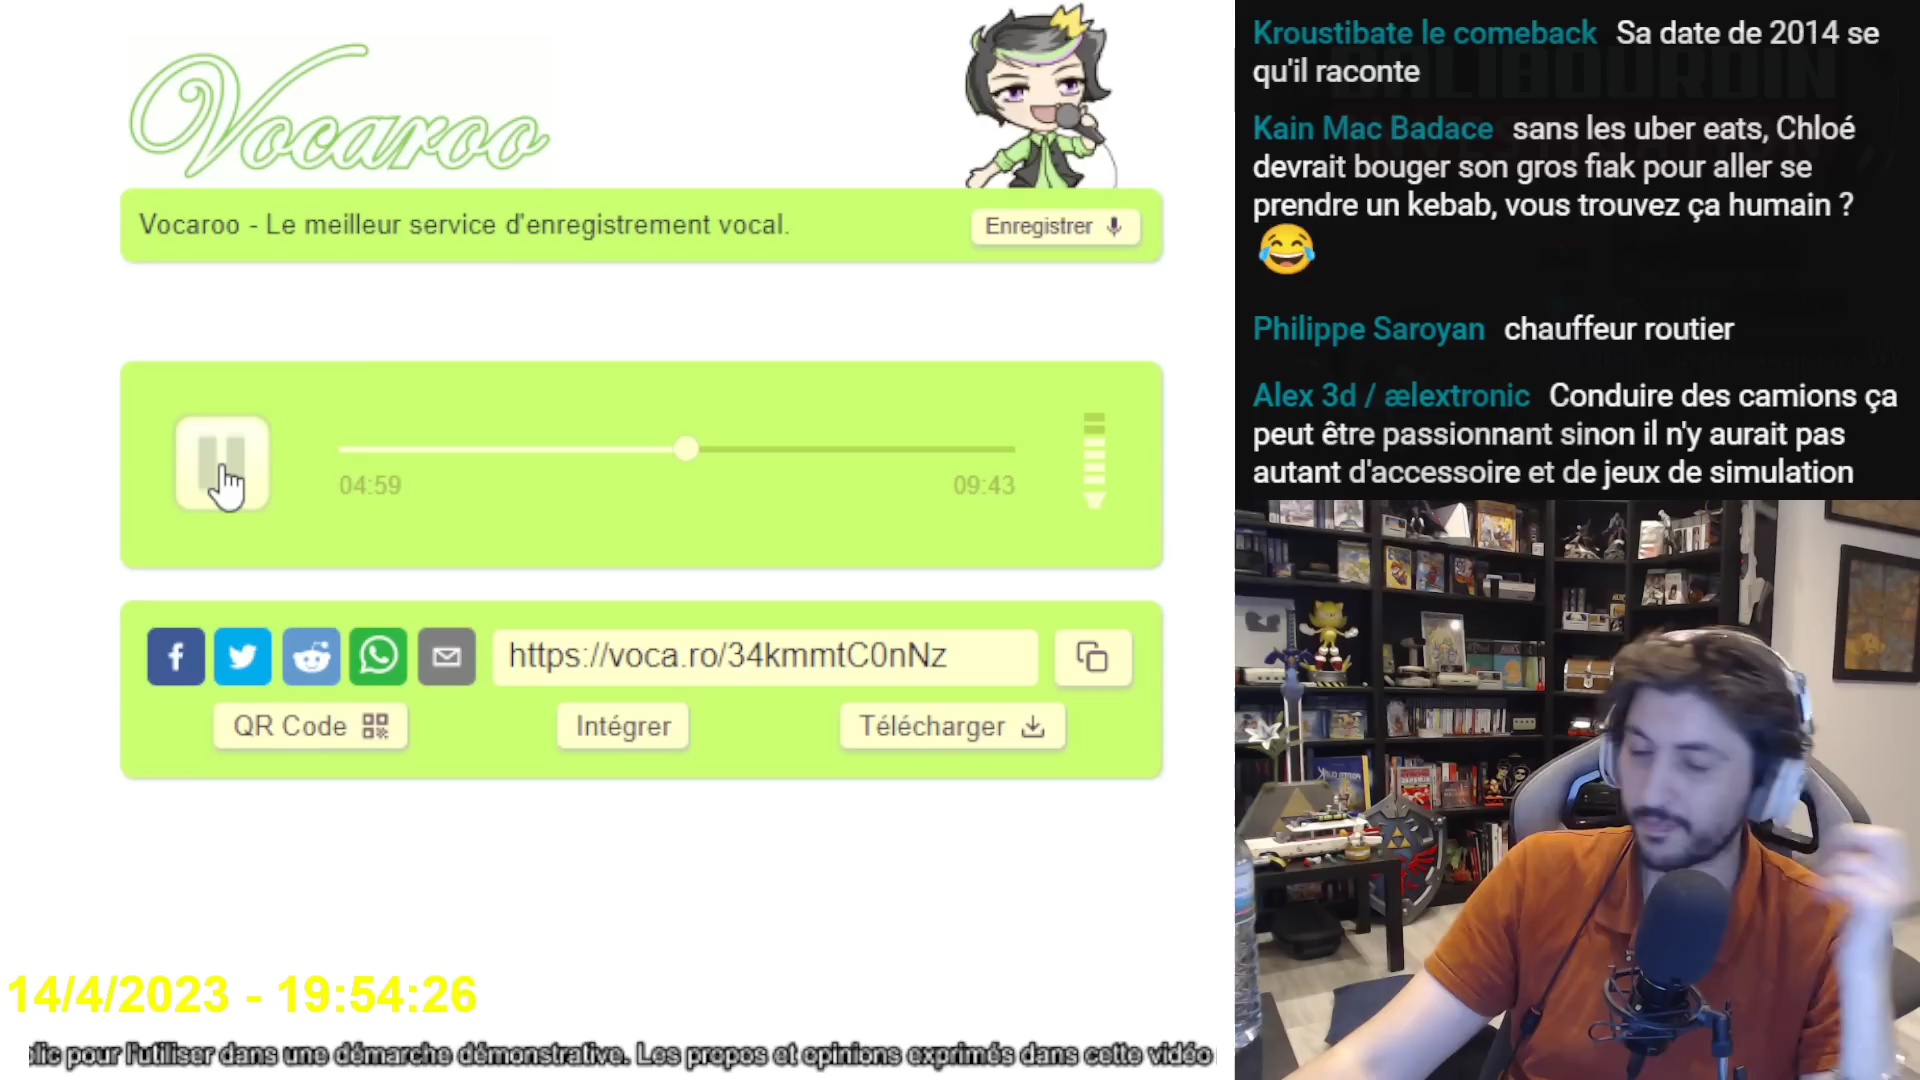 Vocaroo
Vocaroo - Le meilleur service d'enregistrement vocal.
Enregistrer
04:59
09:43
https://voca.ro/34kmmtC0nNz
QR Code
Intégrer
Télécharger
14/4/2023 - 19:54:26
pour l'utiliser dans une démarche démonstrative. Les propos et opinions exprimés dans cette vidéo
Kroustibate le comeback Sa date de 2014 se
qu'il raconte
Kain Mac Badace sans les uber eats, Chloé
devrait bouger son gros fiak pour aller se
prendre un kebab, vous trouvez ça humain ?
Philippe Saroyan chauffeur routier
Alex 3d / ælextronic Conduire des camions ça
peut être passionnant sinon il n'y aurait pas
autant d'accessoire et de jeux de simulation